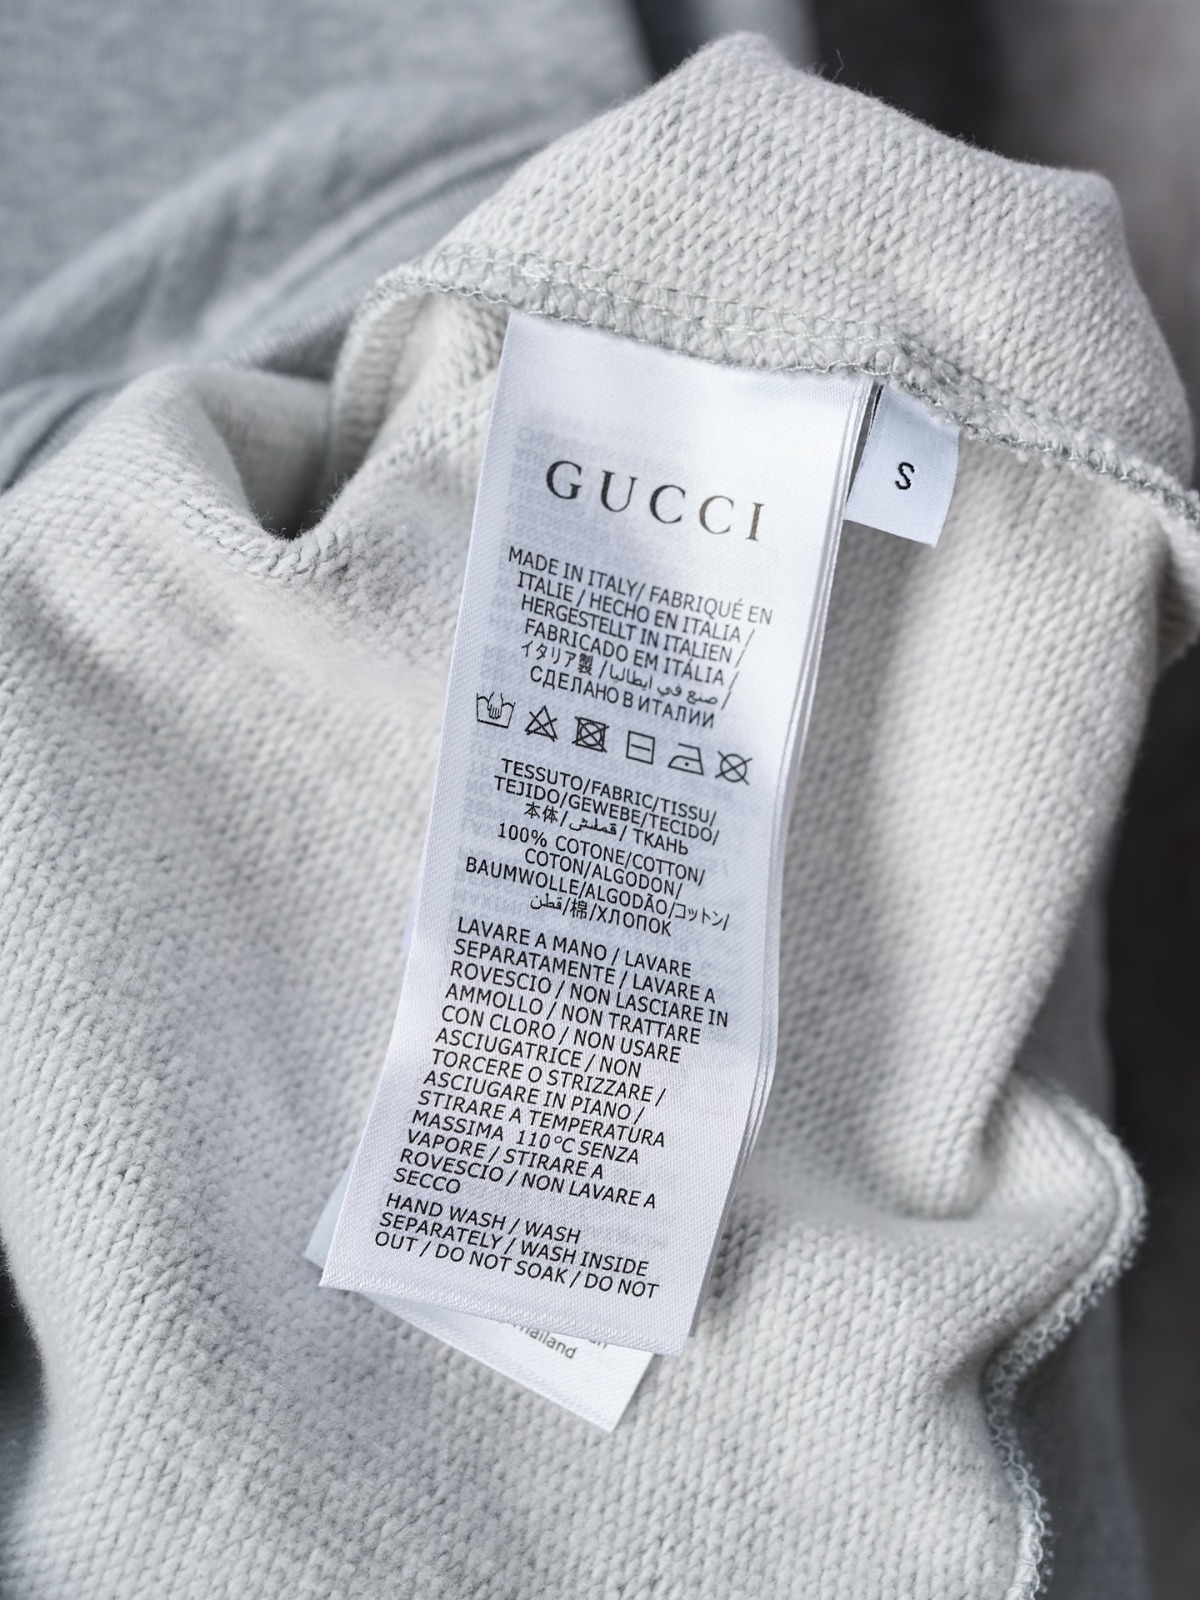 GUCCI
S
MADE IN ITALY/ FABRIQUÉ EN
ITALIE / HECHO EN ITALIA /
HERGESTELLT IN ITALIEN /
FABRICADO EM ITÁLIA /
イタリア製 / صنع في ايطاليا /
СДЕЛАНО В ИТАЛИИ
TESSUTO/FABRIC/TISSU/
TEJIDO/GEWEBE/TECIDO/
本体/قملش/ ТКАНЬ
100% COTONE/COTTON/
COTON/ALGODON/
BAUMWOLLE/ALGODÃO/コットン/
قطن/棉/ХЛОПОК
LAVARE A MANO / LAVARE
SEPARATAMENTE / LAVARE A
ROVESCIO / NON LASCIARE IN
AMMOLLO / NON TRATTARE
CON CLORO / NON USARE
ASCIUGATRICE / NON
TORCERE O STRIZZARE /
ASCIUGARE IN PIANO /
STIRARE A TEMPERATURA
MASSIMA 110°C SENZA
VAPORE / STIRARE A
ROVESCIO / NON LAVARE A
SECCO
HAND WASH / WASH
SEPARATELY / WASH INSIDE
OUT / DO NOT SOAK / DO NOT
Thailand